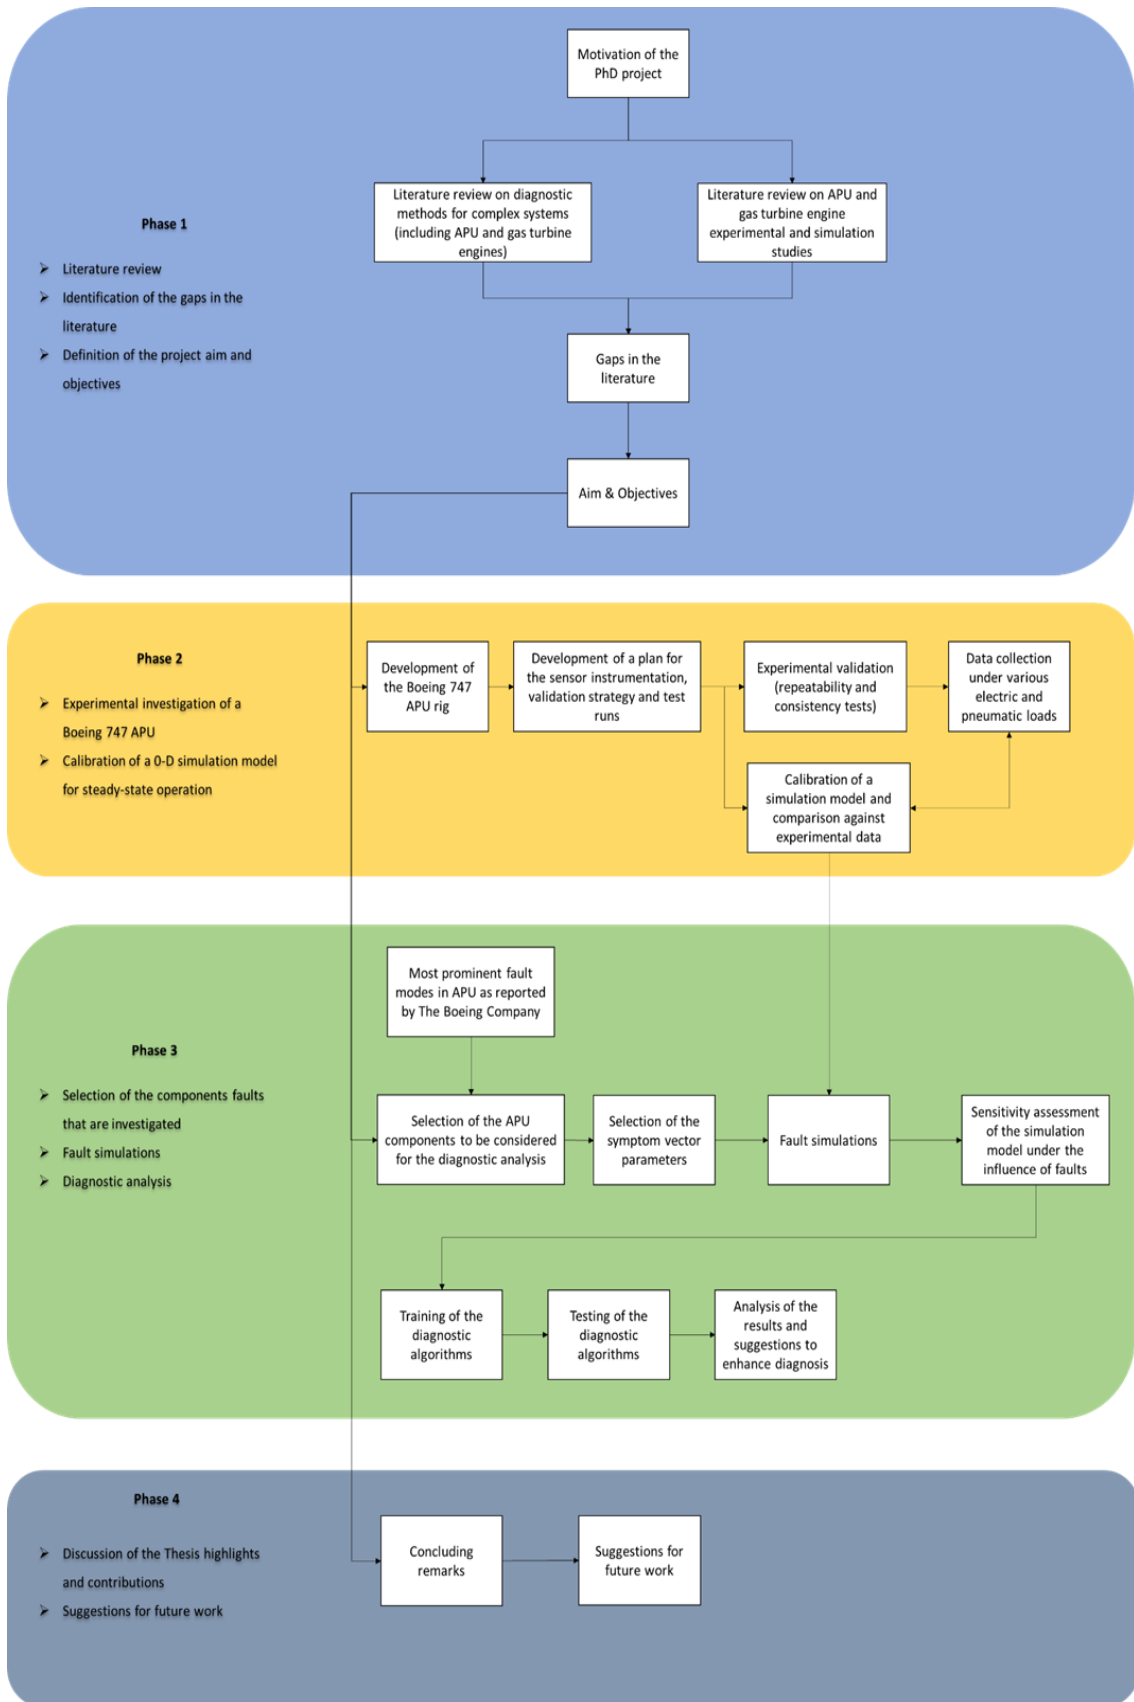 Motivation of the
PhD project
Literature review on diagnostic
methods for complex systems
(including APU and gas turbine
engines)
Literature review on APU and
gas turbine engine
experimental and simulation
studies
Phase 1
➤ Literature review
➤ Identification of the gaps in the
literature
➤ Definition of the project aim and
objectives
Gaps in the
literature
Aim & Objectives
Phase 2
➤ Experimental investigation of a
Boeing 747 APU
➤ Calibration of a 0-D simulation model
for steady-state operation
Development of
the Boeing 747
APU rig
Development of a plan for
the sensor instrumentation,
validation strategy and test
runs
Experimental validation
(repeatability and
consistency tests)
Data collection
under various
electric and
pneumatic loads
Calibration of a
simulation model and
comparison against
experimental data
Most prominent fault
modes in APU as reported
by The Boeing Company
Phase 3
➤ Selection of the components faults
that are investigated
➤ Fault simulations
➤ Diagnostic analysis
Selection of the APU
components to be considered
for the diagnostic analysis
Selection of the
symptom vector
parameters
Fault simulations
Sensitivity assessment
of the simulation
model under the
influence of faults
Training of the
diagnostic
algorithms
Testing of the
diagnostic
algorithms
Analysis of the
results and
suggestions to
enhance diagnosis
Phase 4
➤ Discussion of the Thesis highlights
and contributions
➤ Suggestions for future work
Concluding
remarks
Suggestions for
future work